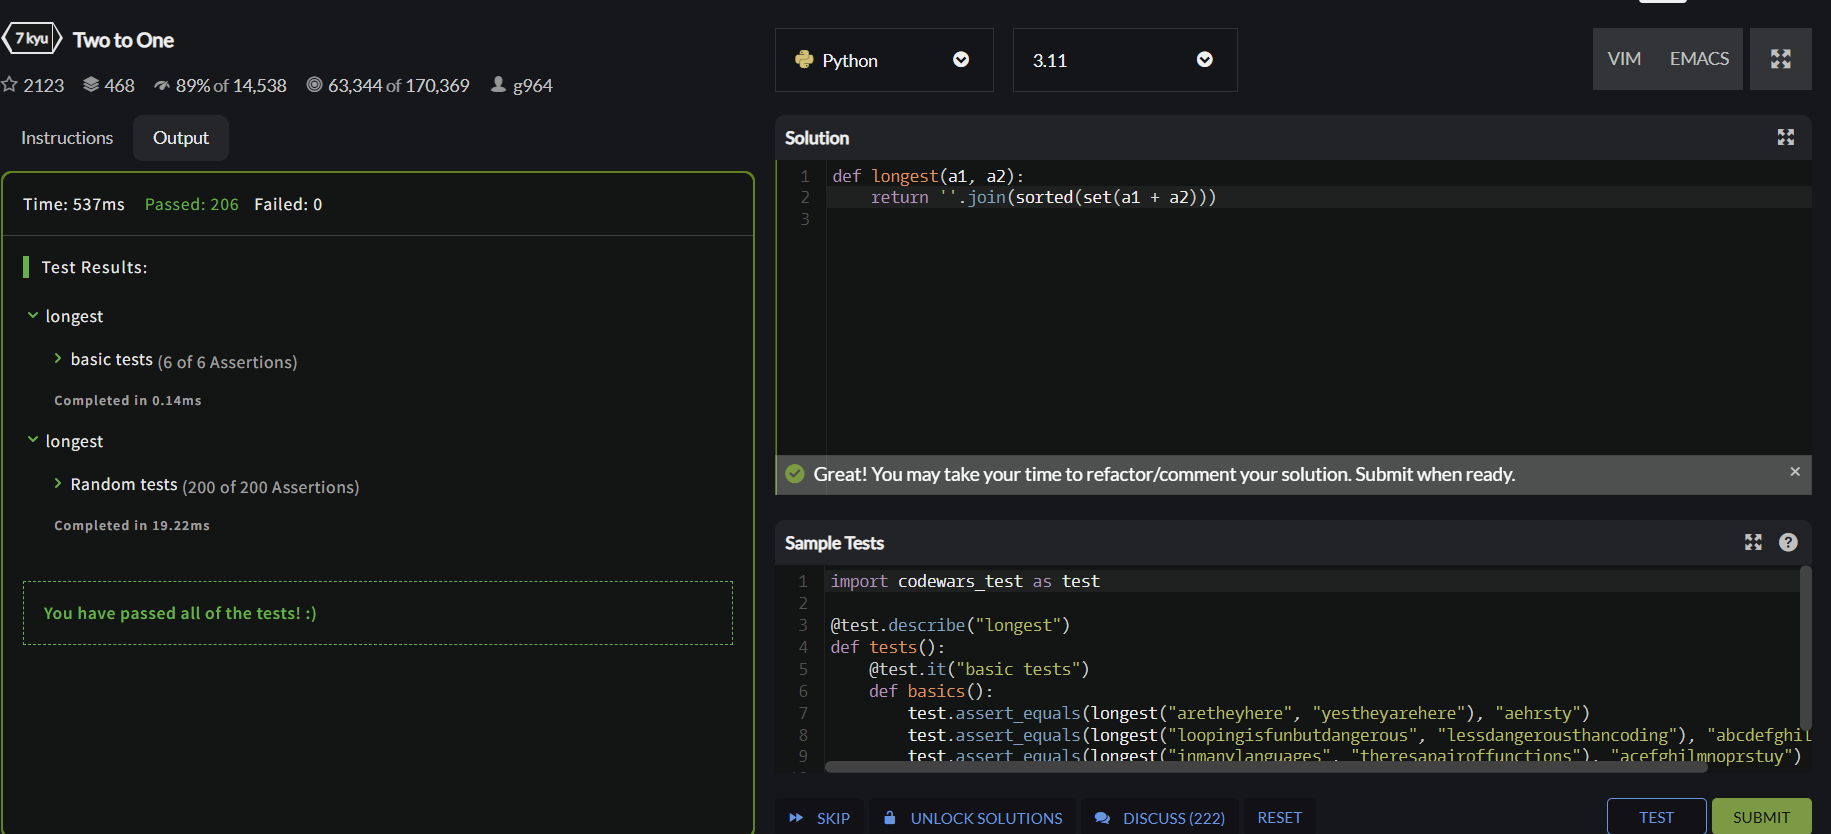 7 kyu Two to One
2123 468 89% of 14,538 63,344 of 170,369 g964
Instructions Output
Time: 537ms Passed: 206 Failed: 0
Test Results:
longest
basic tests (6 of 6 Assertions)
Completed in 0.14ms
longest
Random tests (200 of 200 Assertions)
Completed in 19.22ms
You have passed all of the tests! :)
Python 3.11 VIM EMACS
Solution
1 def longest(a1, a2):
2     return ''.join(sorted(set(a1 + a2)))
3
Great! You may take your time to refactor/comment your solution. Submit when ready.
Sample Tests
1 import codewars_test as test
2
3 @test.describe("longest")
4 def tests():
5     @test.it("basic tests")
6     def basics():
7         test.assert_equals(longest("aretheyhere", "yestheyarehere"), "aehrsty")
8         test.assert_equals(longest("loopingisfunbutdangerous", "lessdangerousthancoding"), "abcdefghil
9         test.assert_equals(longest("inmanylanguages", "theresapairoffunctions"), "acefghilmnoprstuy")
SKIP UNLOCK SOLUTIONS DISCUSS (222) RESET TEST SUBMIT